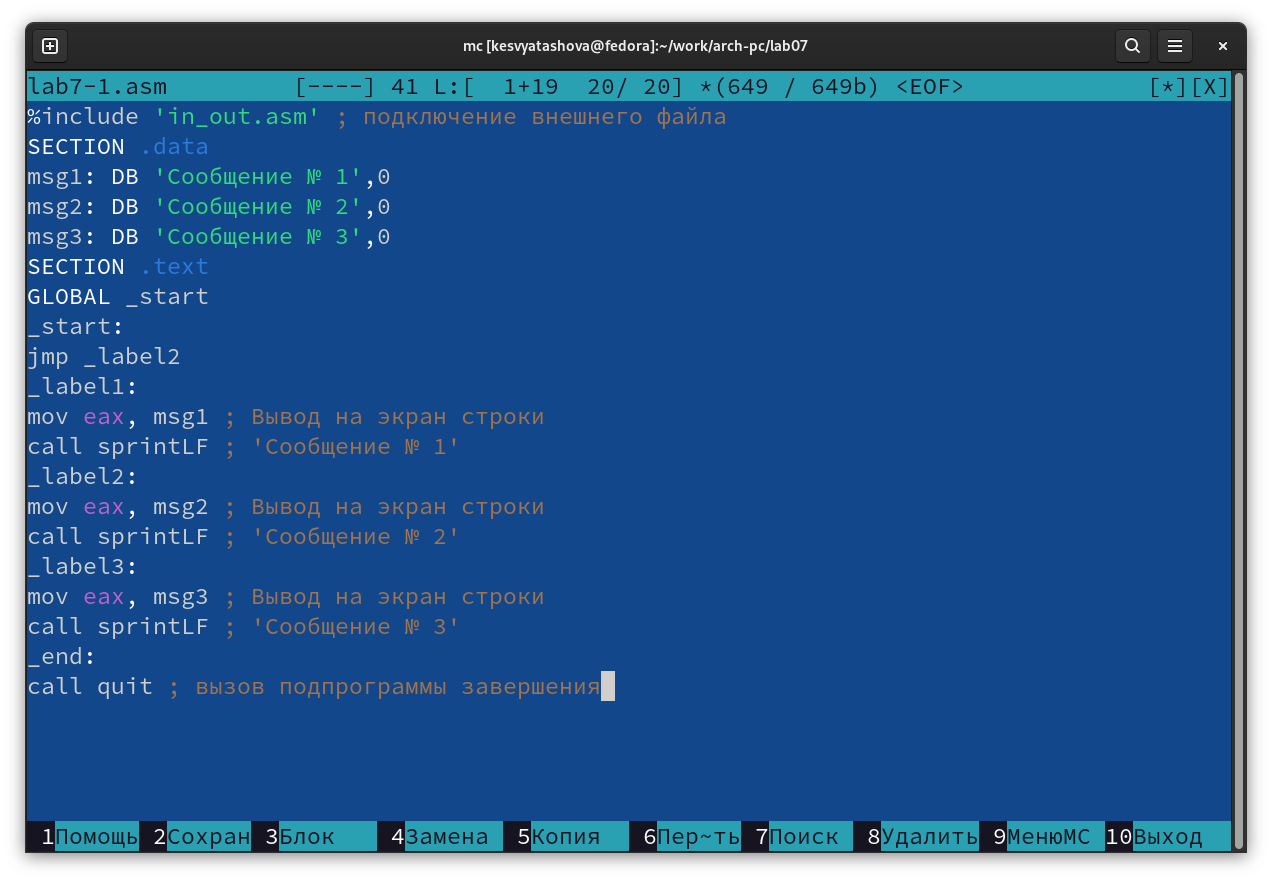 mc [kesvyatashova@fedora]:~/work/arch-pc/lab07
lab7-1.asm [----] 41 L:[ 1+19 20/ 20] *(649 / 649b) <EOF> [*][X]
%include 'in_out.asm' ; подключение внешнего файла
SECTION .data
msg1: DB 'Сообщение № 1',0
msg2: DB 'Сообщение № 2',0
msg3: DB 'Сообщение № 3',0
SECTION .text
GLOBAL _start
_start:
jmp _label2
_label1:
mov eax, msg1 ; Вывод на экран строки
call sprintLF ; 'Сообщение № 1'
_label2:
mov eax, msg2 ; Вывод на экран строки
call sprintLF ; 'Сообщение № 2'
_label3:
mov eax, msg3 ; Вывод на экран строки
call sprintLF ; 'Сообщение № 3'
_end:
call quit ; вызов подпрограммы завершения
1Помощь 2Сохран 3Блок 4Замена 5Копия 6Пер~ть 7Поиск 8Удалить 9МенюMC 10Выход